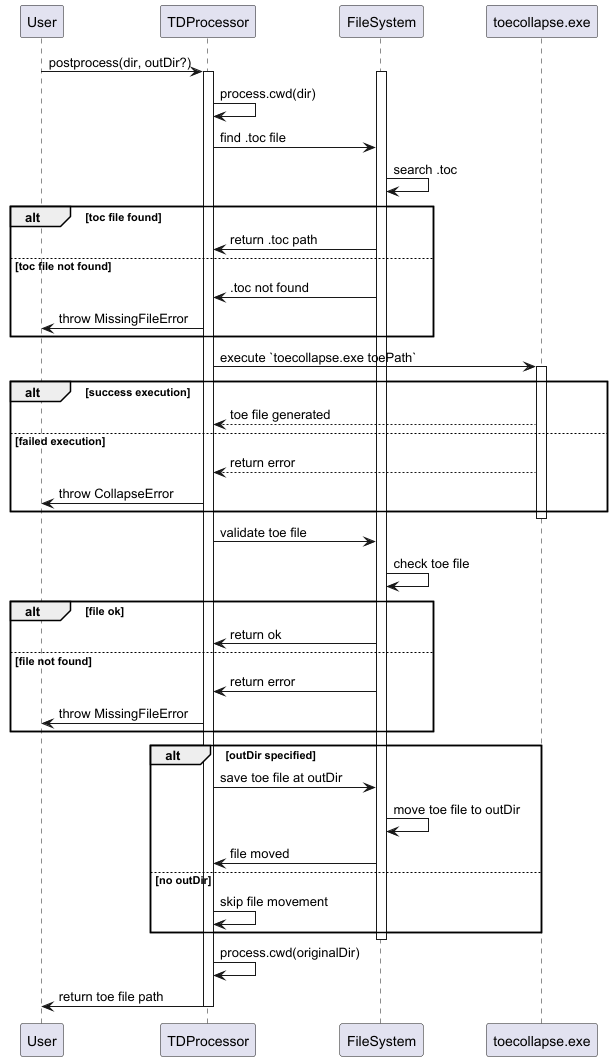 User
TDProcessor
FileSystem
toecollapse.exe
postprocess(dir, outDir?)
process.cwd(dir)
find .toc file
search .toc
alt
[toc file found]
return .toc path
[toc file not found]
.toc not found
throw MissingFileError
execute `toecollapse.exe toePath`
alt
[success execution]
toe file generated
[failed execution]
return error
throw CollapseError
validate toe file
check toe file
alt
[file ok]
return ok
[file not found]
return error
throw MissingFileError
alt
[outDir specified]
save toe file at outDir
move toe file to outDir
file moved
[no outDir]
skip file movement
process.cwd(originalDir)
return toe file path
User
TDProcessor
FileSystem
toecollapse.exe